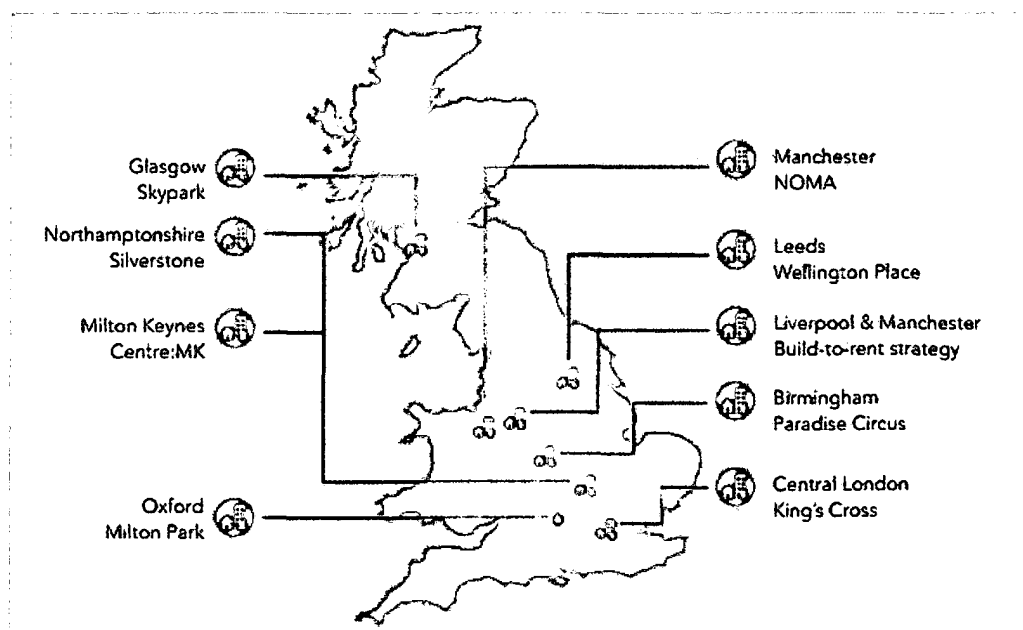 Glasgow
Skypark
Northamptonshire
Silverstone
Milton Keynes
Centre:MK
Oxford
Milton Park
Manchester
NOMA
Leeds
Wellington Place
Liverpool & Manchester
Build-to-rent strategy
Birmingham
Paradise Circus
Central London
King's Cross